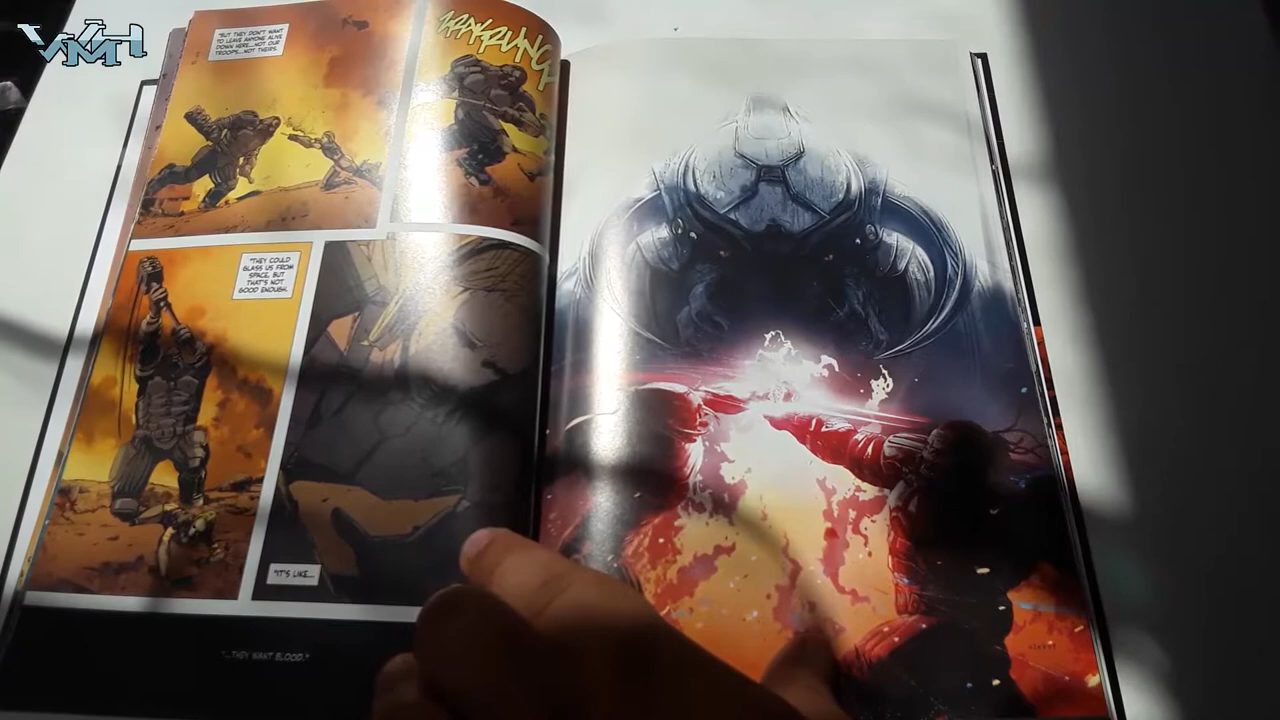 VMH
"BUT THEY DON'T WANT
TO LEAVE ANYONE ALIVE
DOWN HERE...NOT OUR
TROOPS...NOT THEIRS.
"THEY COULD
GLASS US FROM
SPACE, BUT
THAT'S NOT
GOOD ENOUGH.
"IT'S LIKE...
"...THEY WANT BLOOD."